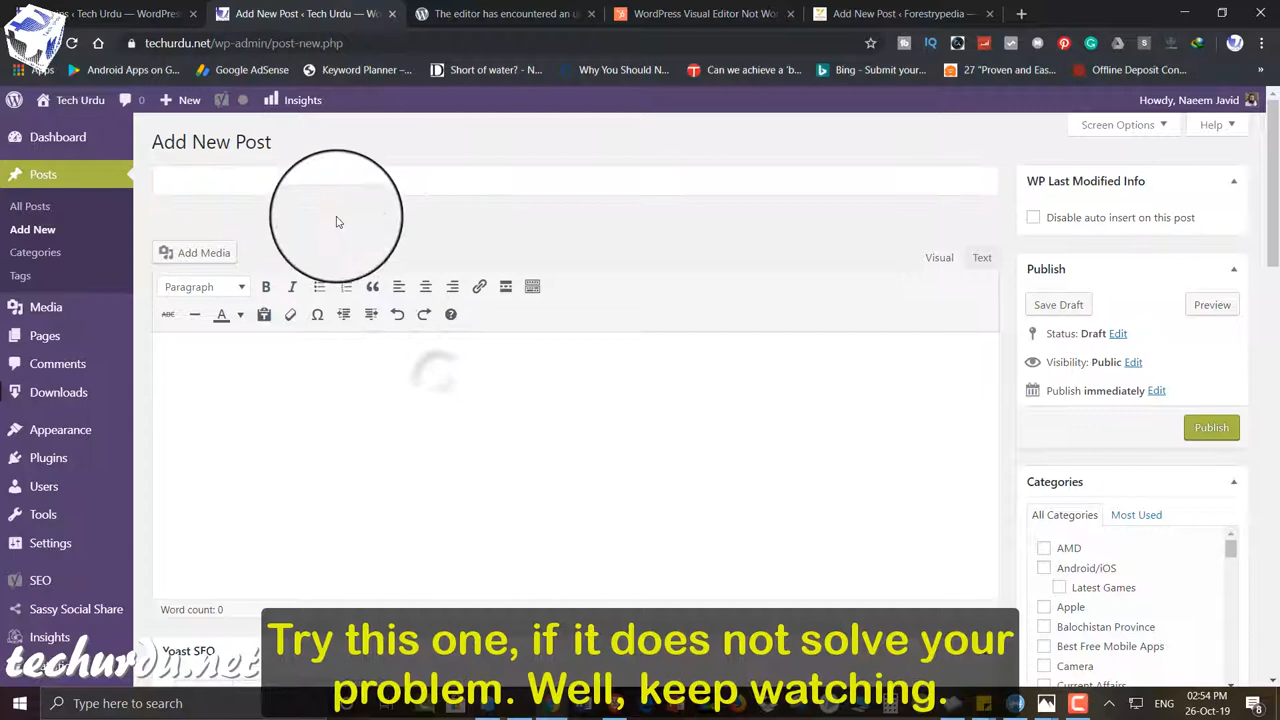 Add New Post ‹ Tech Urdu — Wo
The editor has encountered an u
WordPress Visual Editor Not Wor
Add New Post ‹ Forestrypedia —
techurdu.net/wp-admin/post-new.php
Apps
Android Apps on G...
Google AdSense
Keyword Planner –...
Short of water? - N...
Why You Should N...
Can we achieve a 'b...
Bing - Submit your...
27 "Proven and Eas...
Offline Deposit Con...
Tech Urdu
0
New
Insights
Howdy, Naeem Javid
Dashboard
Posts
All Posts
Add New
Categories
Tags
Media
Pages
Comments
Downloads
Appearance
Plugins
Users
Tools
Settings
SEO
Sassy Social Share
Insights
Add New Post
Screen Options
Help
Add Media
Visual
Text
Paragraph
B
I
ABC
A
Word count: 0
Yoast SEO
WP Last Modified Info
Disable auto insert on this post
Publish
Save Draft
Preview
Status: Draft Edit
Visibility: Public Edit
Publish immediately Edit
Publish
Categories
All Categories
Most Used
AMD
Android/iOS
Latest Games
Apple
Balochistan Province
Best Free Mobile Apps
Camera
Current Affairs
techurdu.net
Try this one, if it does not solve your
problem. Well, keep watching.
Type here to search
ENG
02:54 PM
26-Oct-19